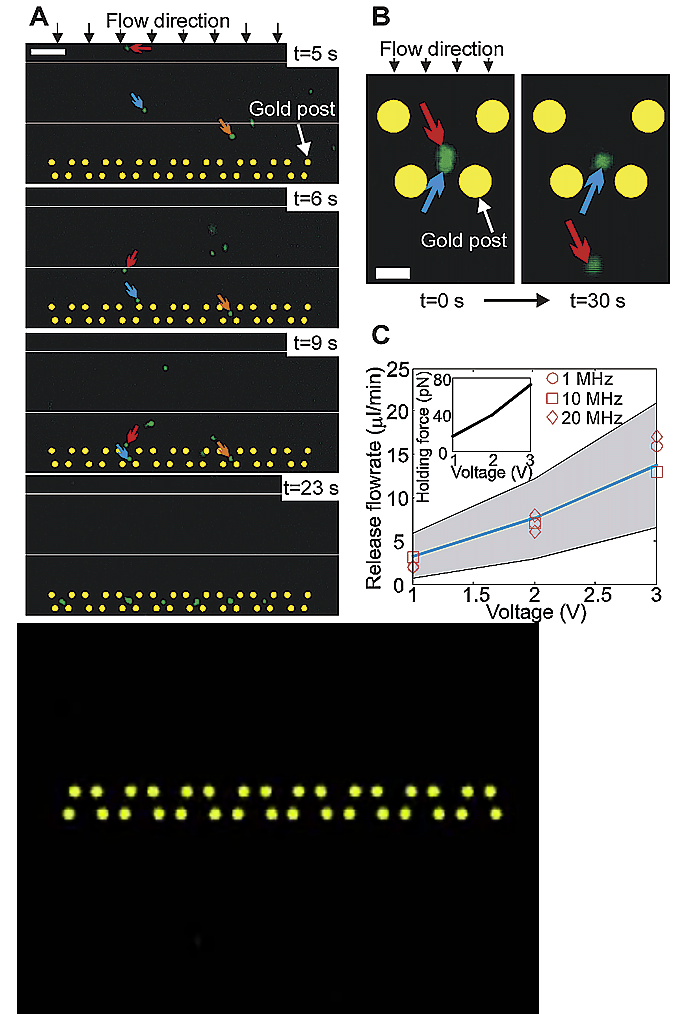 A
Flow direction
t=5 s
Gold post
t=6 s
t=9 s
t=23 s
B
Flow direction
Gold post
t=0 s
t=30 s
C
Release flowrate (µl/min)
25
20
15
10
5
0
1
1.5
2
2.5
3
Voltage (V)
Holding force (pN)
80
40
0
1
2
3
Voltage (V)
1 MHz
10 MHz
20 MHz